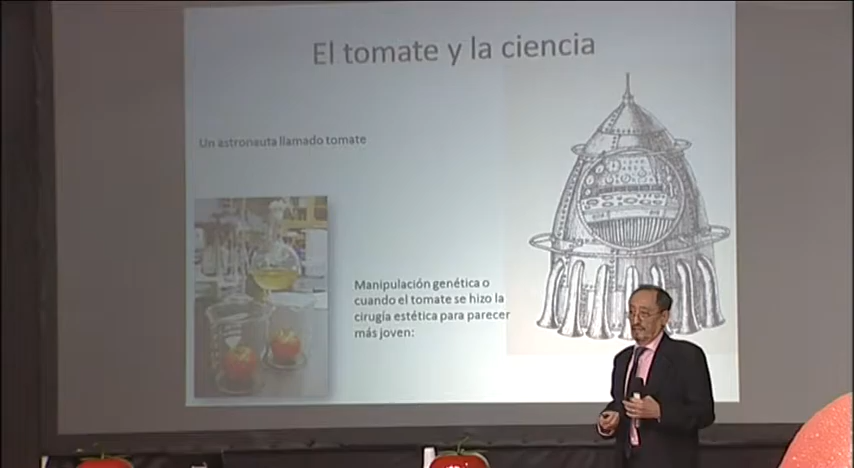 El tomate y la ciencia
Un astronauta llamado tomate
Manipulación genética o
cuando el tomate se hizo la
cirugía estética para parecer
más joven: